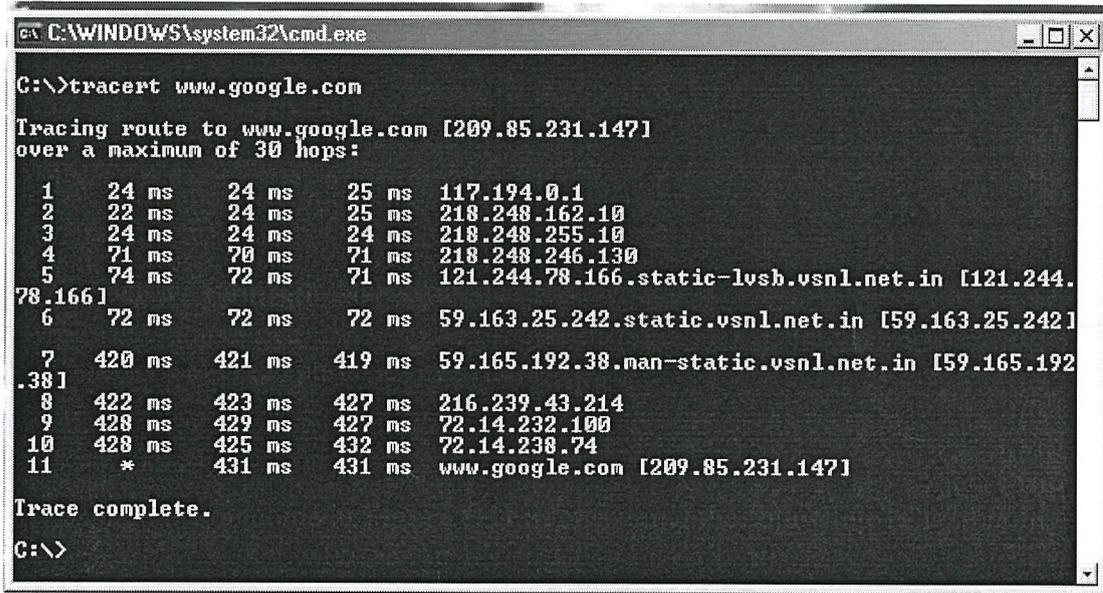 C:\WINDOWS\system32\cmd.exe
C:\>tracert www.google.com
Tracing route to www.google.com [209.85.231.147]
over a maximum of 30 hops:
1 24 ms 24 ms 25 ms 117.194.0.1
2 22 ms 24 ms 25 ms 218.248.162.10
3 24 ms 24 ms 24 ms 218.248.255.10
4 71 ms 70 ms 71 ms 218.248.246.130
5 74 ms 72 ms 71 ms 121.244.78.166.static-lvsb.vsnl.net.in [121.244.
78.166]
6 72 ms 72 ms 72 ms 59.163.25.242.static.vsnl.net.in [59.163.25.242]
7 420 ms 421 ms 419 ms 59.165.192.38.man-static.vsnl.net.in [59.165.192
.38]
8 422 ms 423 ms 427 ms 216.239.43.214
9 428 ms 429 ms 427 ms 72.14.232.100
10 428 ms 425 ms 432 ms 72.14.238.74
11 * 431 ms 431 ms www.google.com [209.85.231.147]
Trace complete.
C:\>